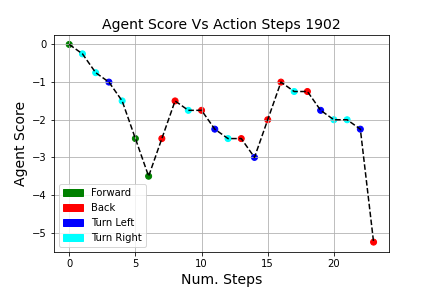 Agent Score Vs Action Steps 1902
Agent Score
0
−1
−2
−3
−4
−5
Forward
Back
Turn Left
Turn Right
0 5 10 15 20
Num. Steps